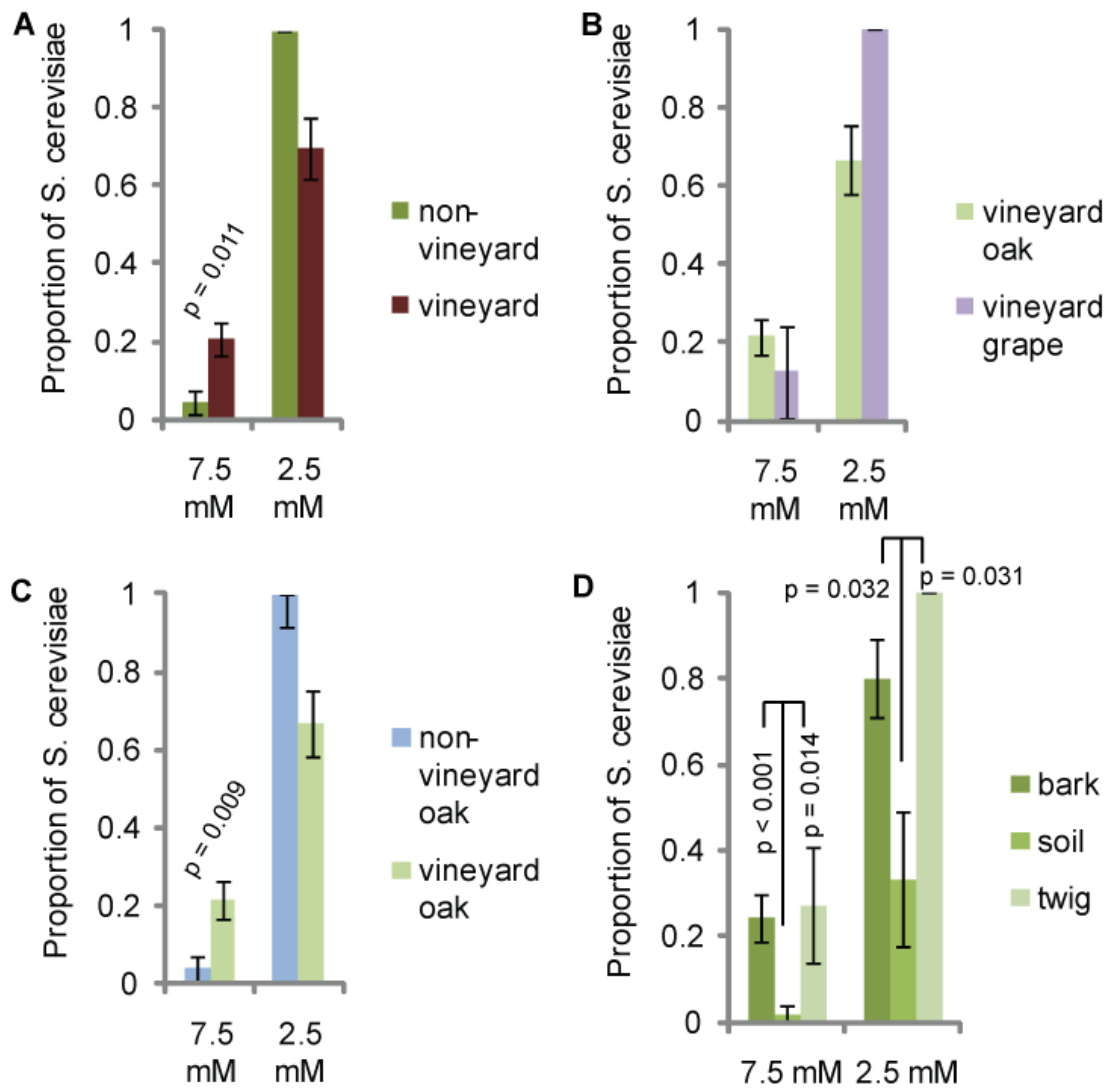 A
Proportion of S. cerevisiae
1
0.8
0.6
0.4
0.2
0
p = 0.011
7.5
mM
2.5
mM
non-
vineyard
vineyard
B
Proportion of S. cerevisiae
1
0.8
0.6
0.4
0.2
0
7.5
mM
2.5
mM
vineyard
oak
vineyard
grape
C
Proportion of S. cerevisiae
1
0.8
0.6
0.4
0.2
0
p = 0.009
7.5
mM
2.5
mM
non-
vineyard
oak
vineyard
oak
D
Proportion of S. cerevisiae
1
0.8
0.6
0.4
0.2
0
p < 0.001
p = 0.014
p = 0.032
p = 0.031
7.5 mM 2.5 mM
bark
soil
twig